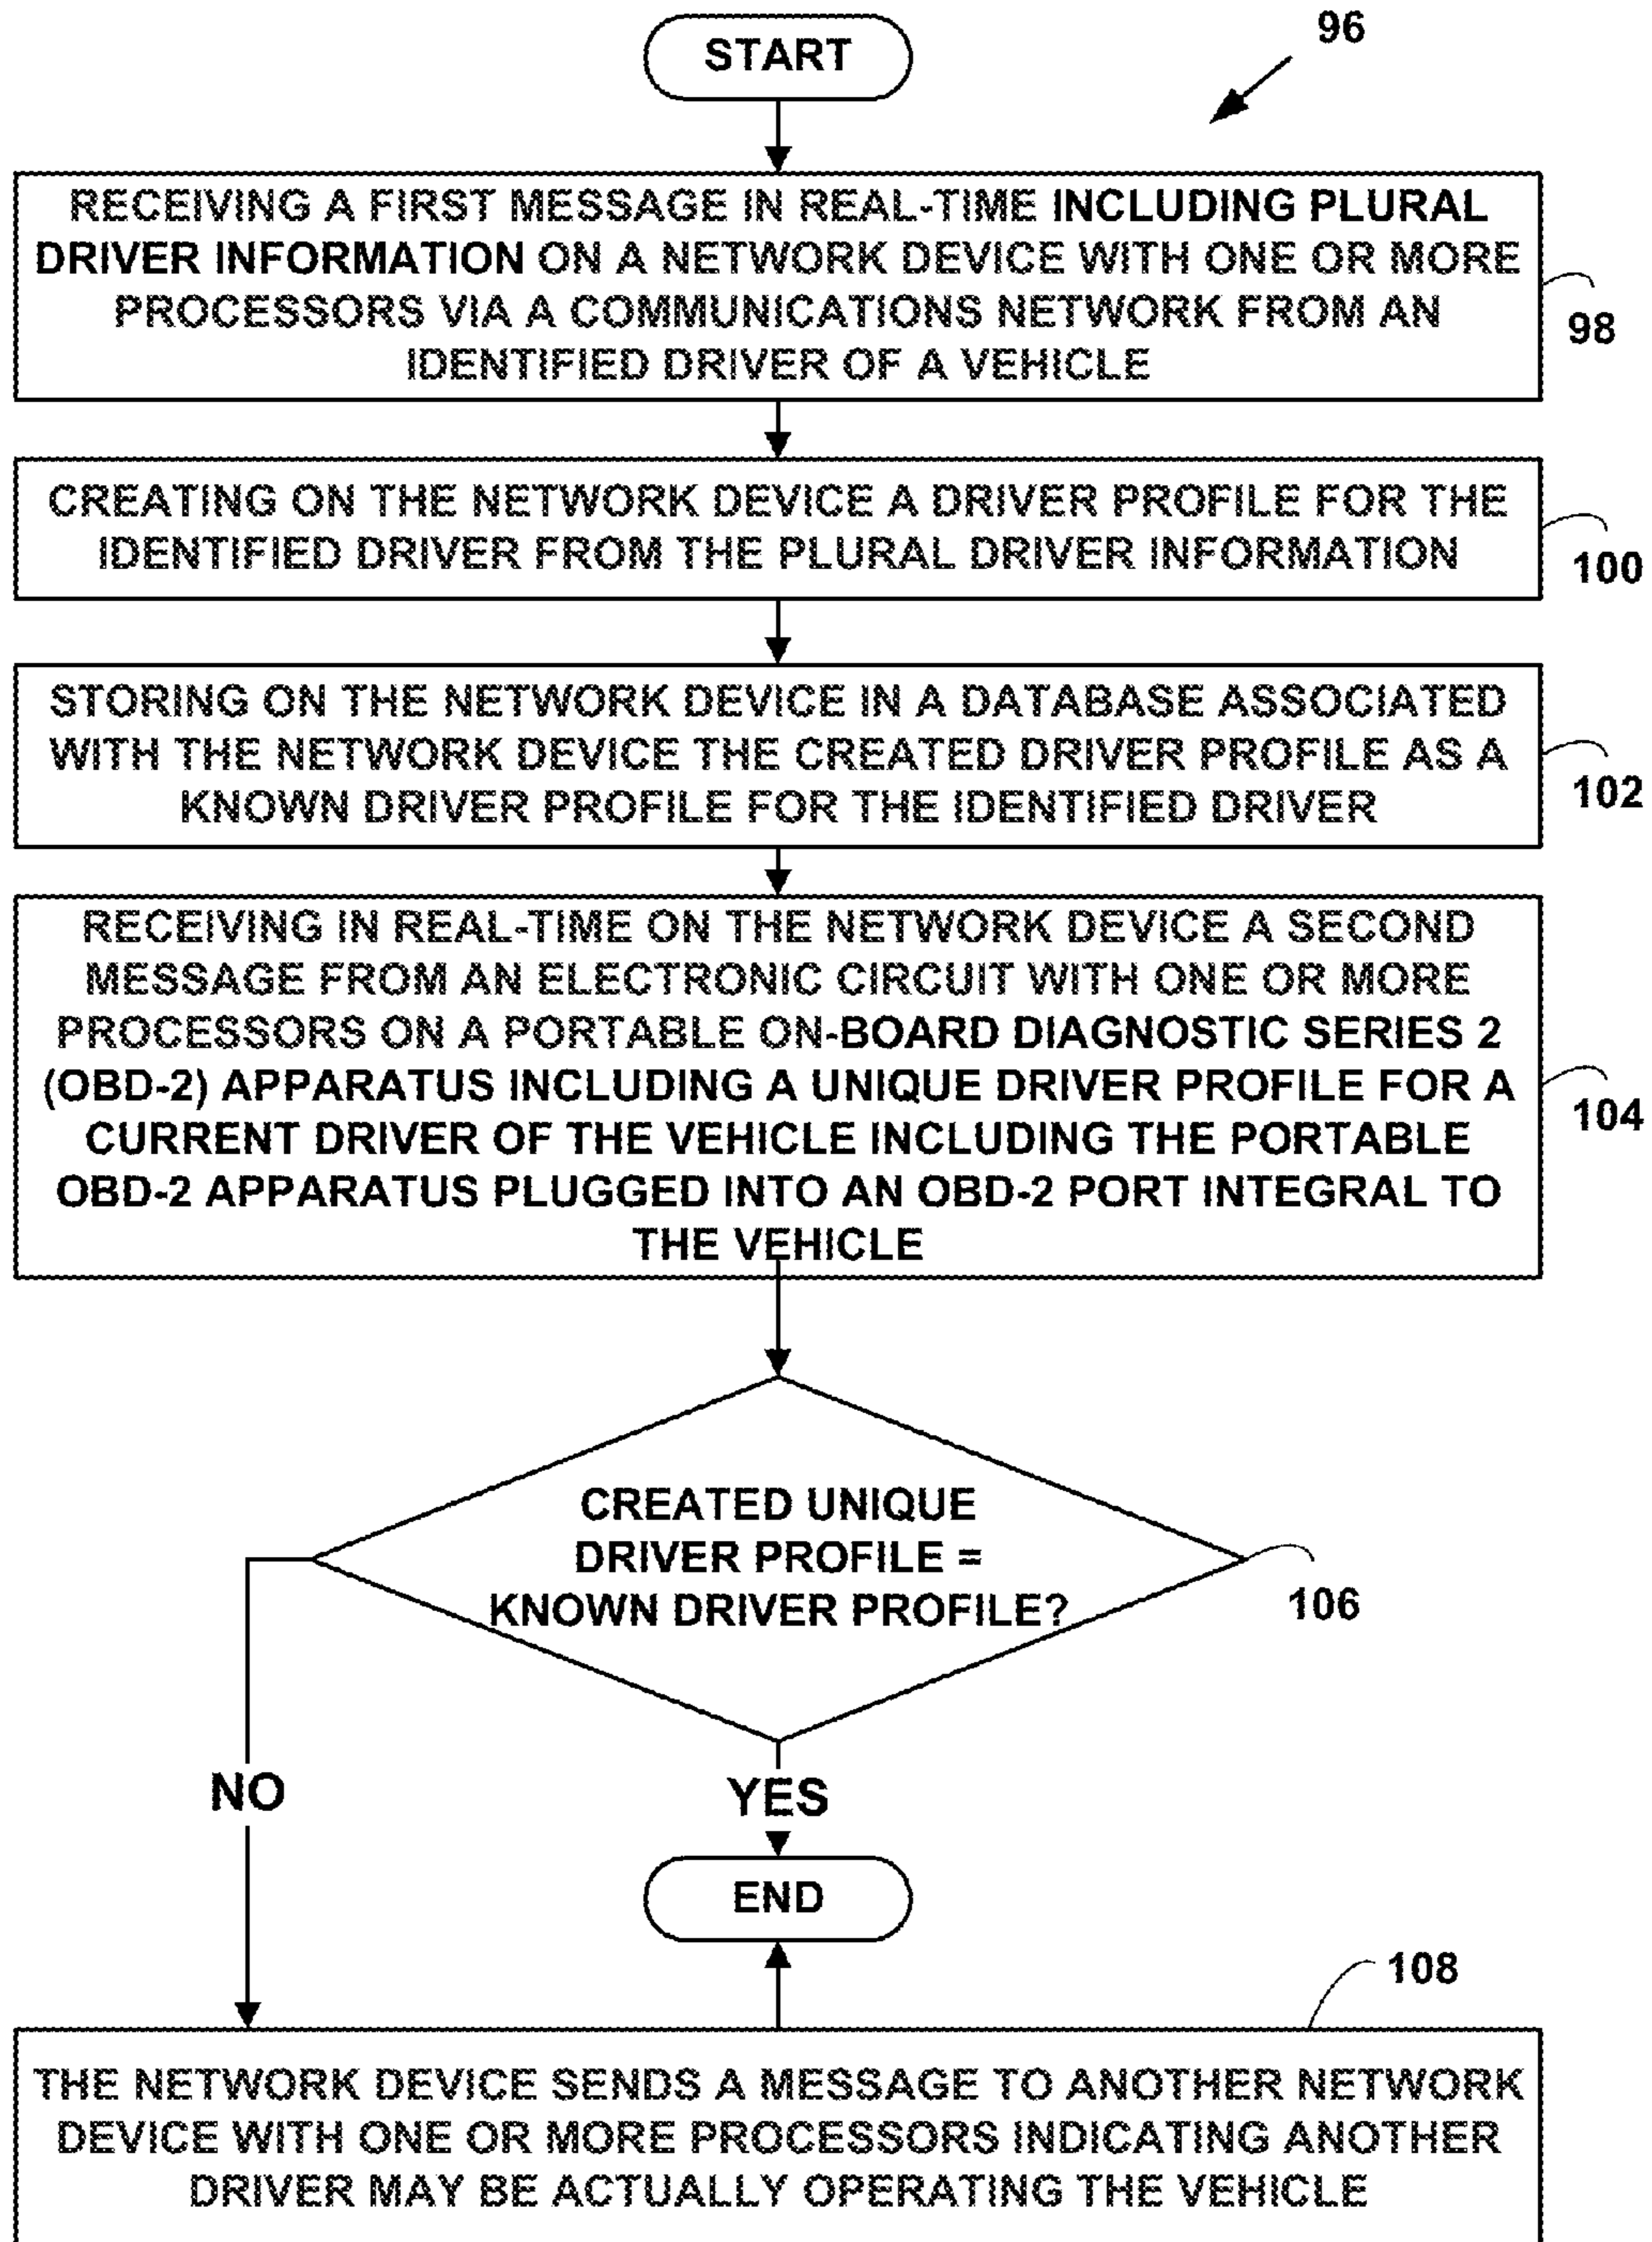 START
96
RECEIVING A FIRST MESSAGE IN REAL-TIME INCLUDING PLURAL
DRIVER INFORMATION ON A NETWORK DEVICE WITH ONE OR MORE
PROCESSORS VIA A COMMUNICATIONS NETWORK FROM AN
IDENTIFIED DRIVER OF A VEHICLE
98
CREATING ON THE NETWORK DEVICE A DRIVER PROFILE FOR THE
IDENTIFIED DRIVER FROM THE PLURAL DRIVER INFORMATION
100
STORING ON THE NETWORK DEVICE IN A DATABASE ASSOCIATED
WITH THE NETWORK DEVICE THE CREATED DRIVER PROFILE AS A
KNOWN DRIVER PROFILE FOR THE IDENTIFIED DRIVER
102
RECEIVING IN REAL-TIME ON THE NETWORK DEVICE A SECOND
MESSAGE FROM AN ELECTRONIC CIRCUIT WITH ONE OR MORE
PROCESSORS ON A PORTABLE ON-BOARD DIAGNOSTIC SERIES 2
(OBD-2) APPARATUS INCLUDING A UNIQUE DRIVER PROFILE FOR A
CURRENT DRIVER OF THE VEHICLE INCLUDING THE PORTABLE
OBD-2 APPARATUS PLUGGED INTO AN OBD-2 PORT INTEGRAL TO
THE VEHICLE
104
CREATED UNIQUE
DRIVER PROFILE =
KNOWN DRIVER PROFILE?
106
NO
YES
END
108
THE NETWORK DEVICE SENDS A MESSAGE TO ANOTHER NETWORK
DEVICE WITH ONE OR MORE PROCESSORS INDICATING ANOTHER
DRIVER MAY BE ACTUALLY OPERATING THE VEHICLE